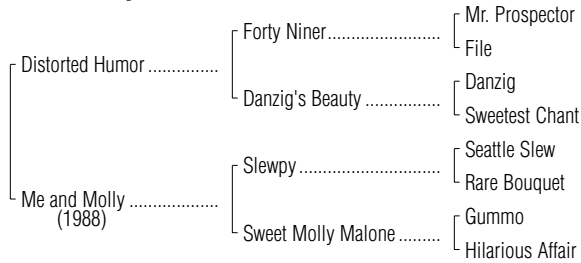 Mr. Prospector
Forty Niner
File
Distorted Humor
Danzig
Danzig's Beauty
Sweetest Chant
Seattle Slew
Slewpy
Rare Bouquet
Me and Molly
(1988)
Gummo
Sweet Molly Malone
Hilarious Affair